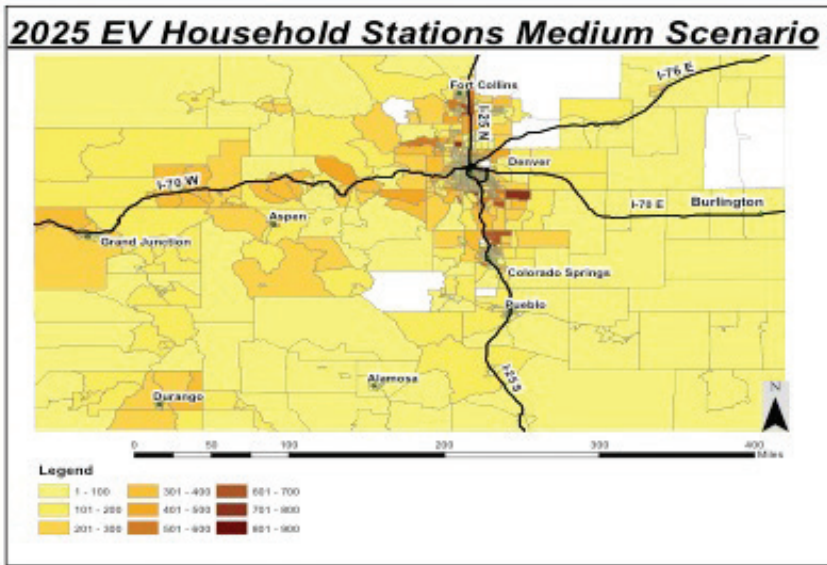 2025 EV Household Stations Medium Scenario
Fort Collins
I-76 E
I-25 N
Denver
I-70 W
I-70 E
Burlington
Aspen
Grand Junction
Colorado Springs
Pueblo
I-25 S
Alamosa
Durango
N
0 50 100 200 300 400
Miles
Legend
1 - 100 301 - 400 601 - 700
101 - 200 401 - 500 701 - 800
201 - 300 501 - 600 801 - 900